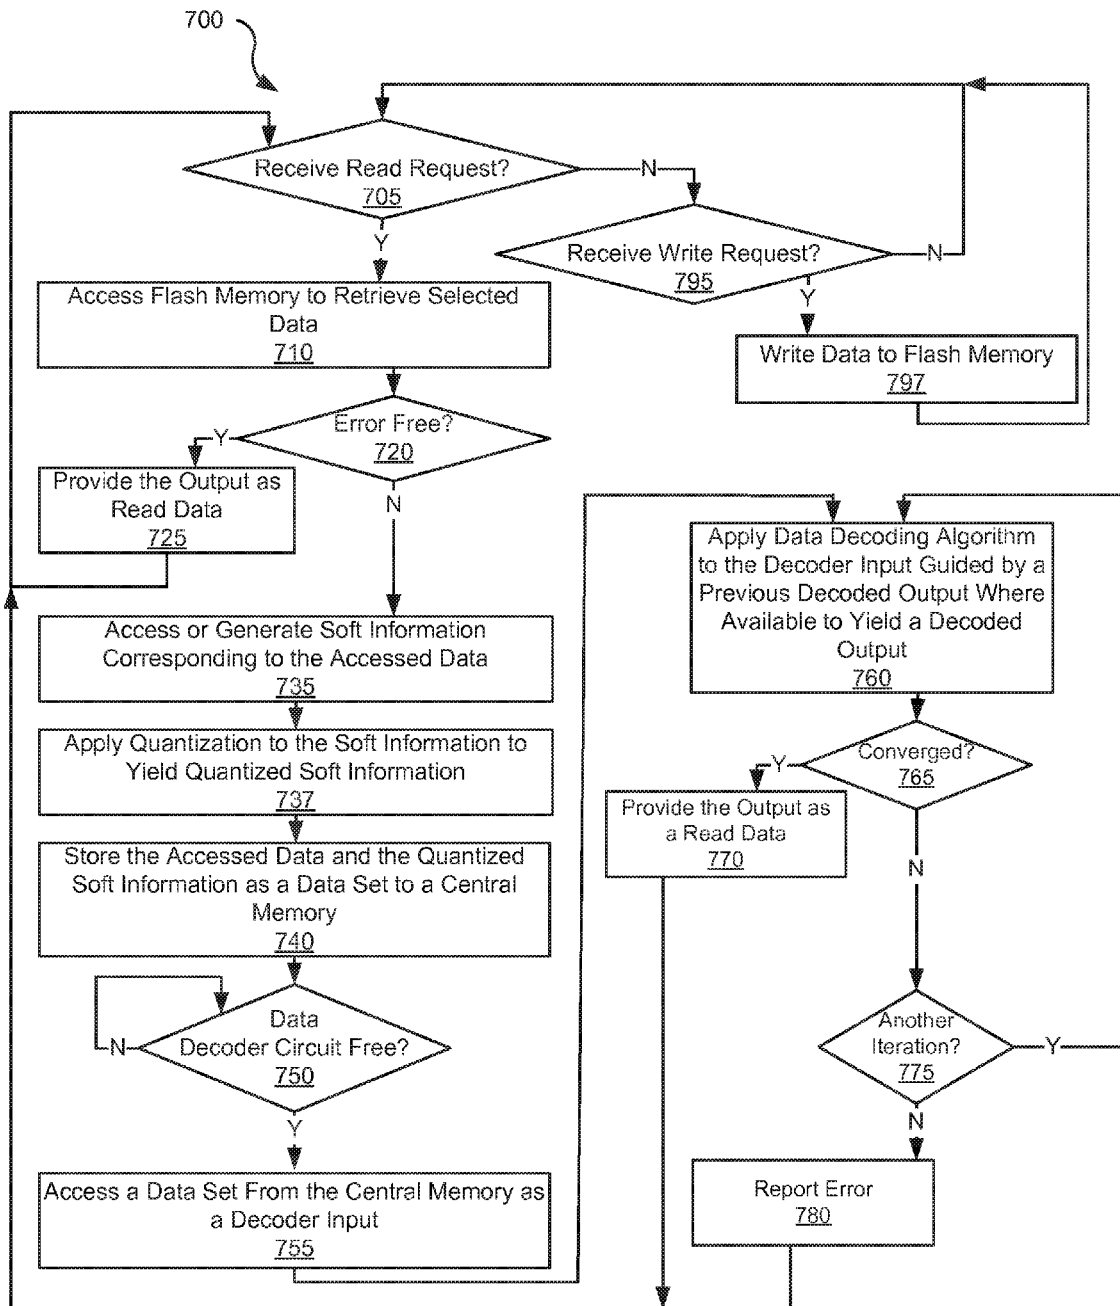 700
Receive Read Request?
705
N
Y
Receive Write Request?
795
N
Y
Write Data to Flash Memory
797
Access Flash Memory to Retrieve Selected
Data
710
Error Free?
720
Y
N
Provide the Output as
Read Data
725
Access or Generate Soft Information
Corresponding to the Accessed Data
735
Apply Quantization to the Soft Information to
Yield Quantized Soft Information
737
Store the Accessed Data and the Quantized
Soft Information as a Data Set to a Central
Memory
740
Data
Decoder Circuit Free?
750
N
Y
Access a Data Set From the Central Memory as
a Decoder Input
755
Apply Data Decoding Algorithm
to the Decoder Input Guided by a
Previous Decoded Output Where
Available to Yield a Decoded
Output
760
Converged?
765
Y
N
Provide the Output as
a Read Data
770
Another
Iteration?
775
Y
N
Report Error
780